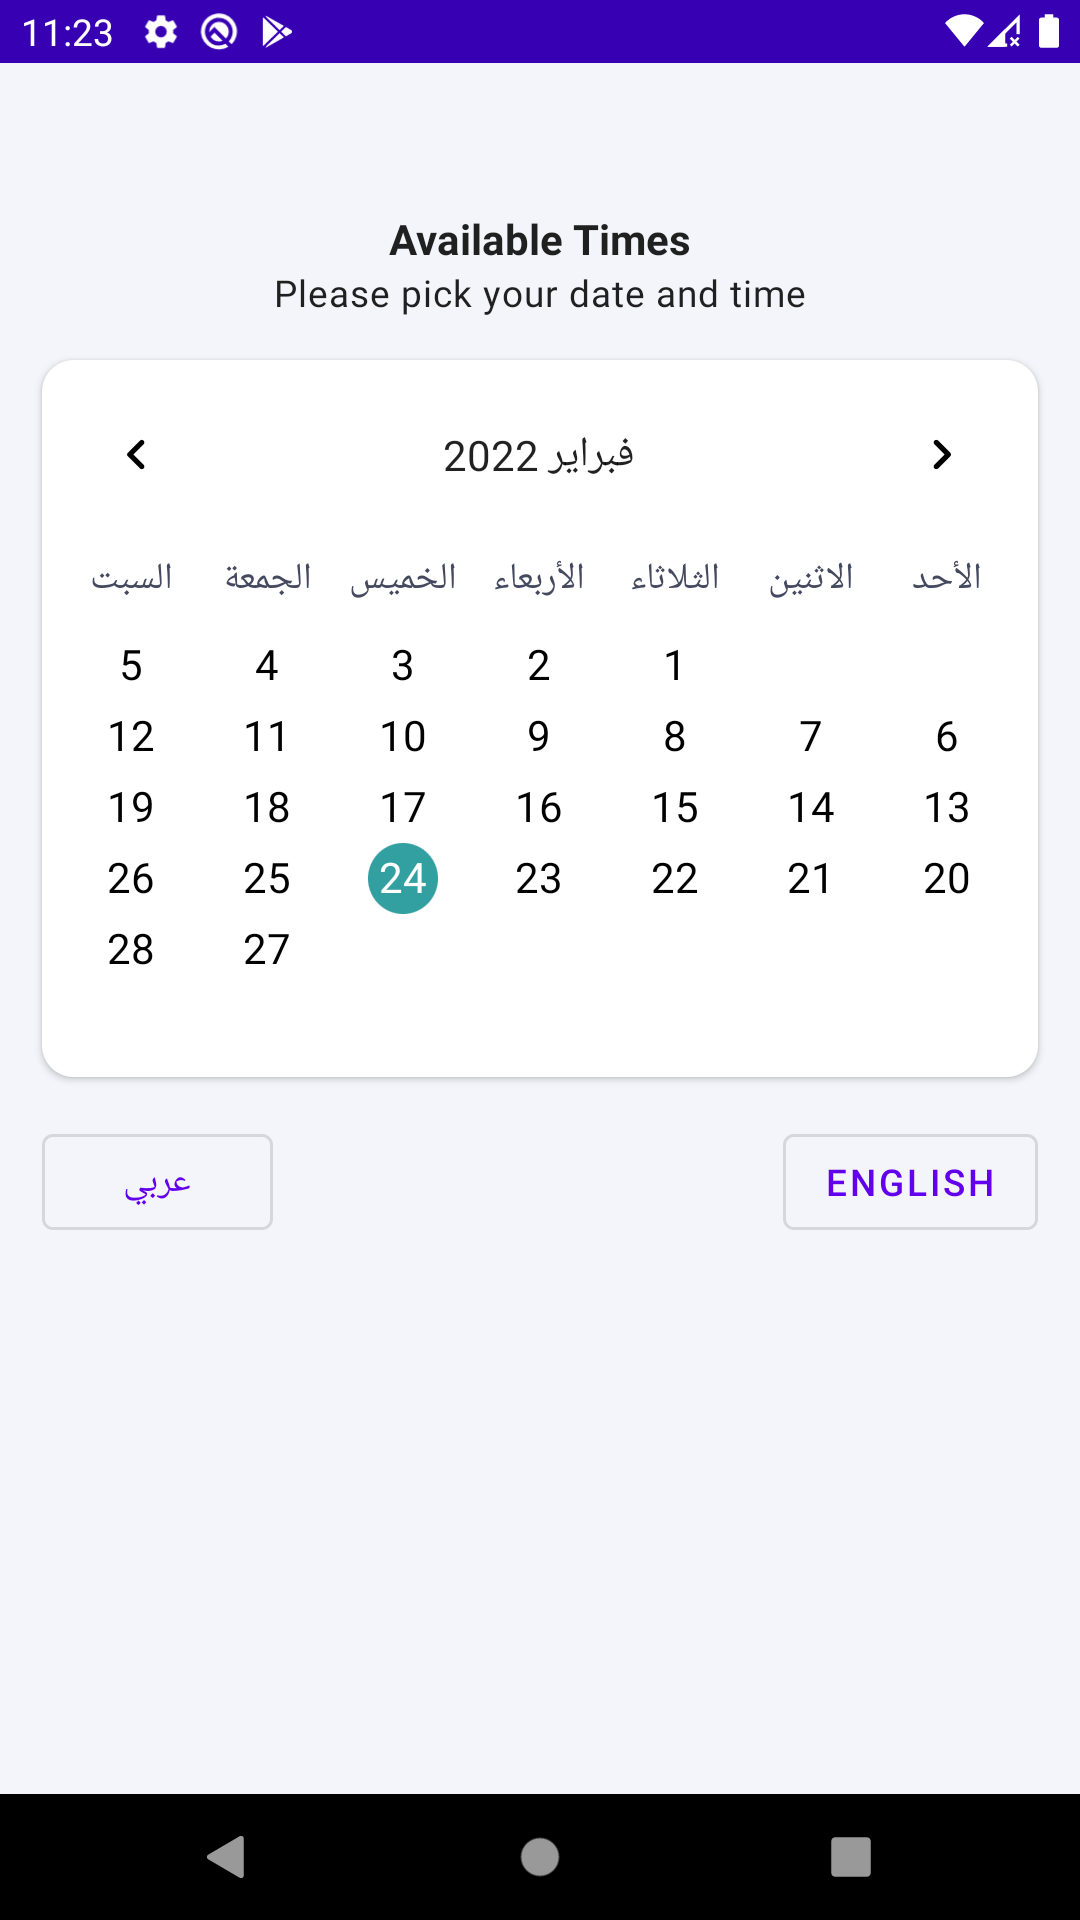 11:23
Available Times
Please pick your date and time
فبراير 2022
الأحد الاثنين الثلاثاء الأربعاء الخميس الجمعة السبت
1 2 3 4 5
6 7 8 9 10 11 12
13 14 15 16 17 18 19
20 21 22 23 24 25 26
27 28
عربي
ENGLISH